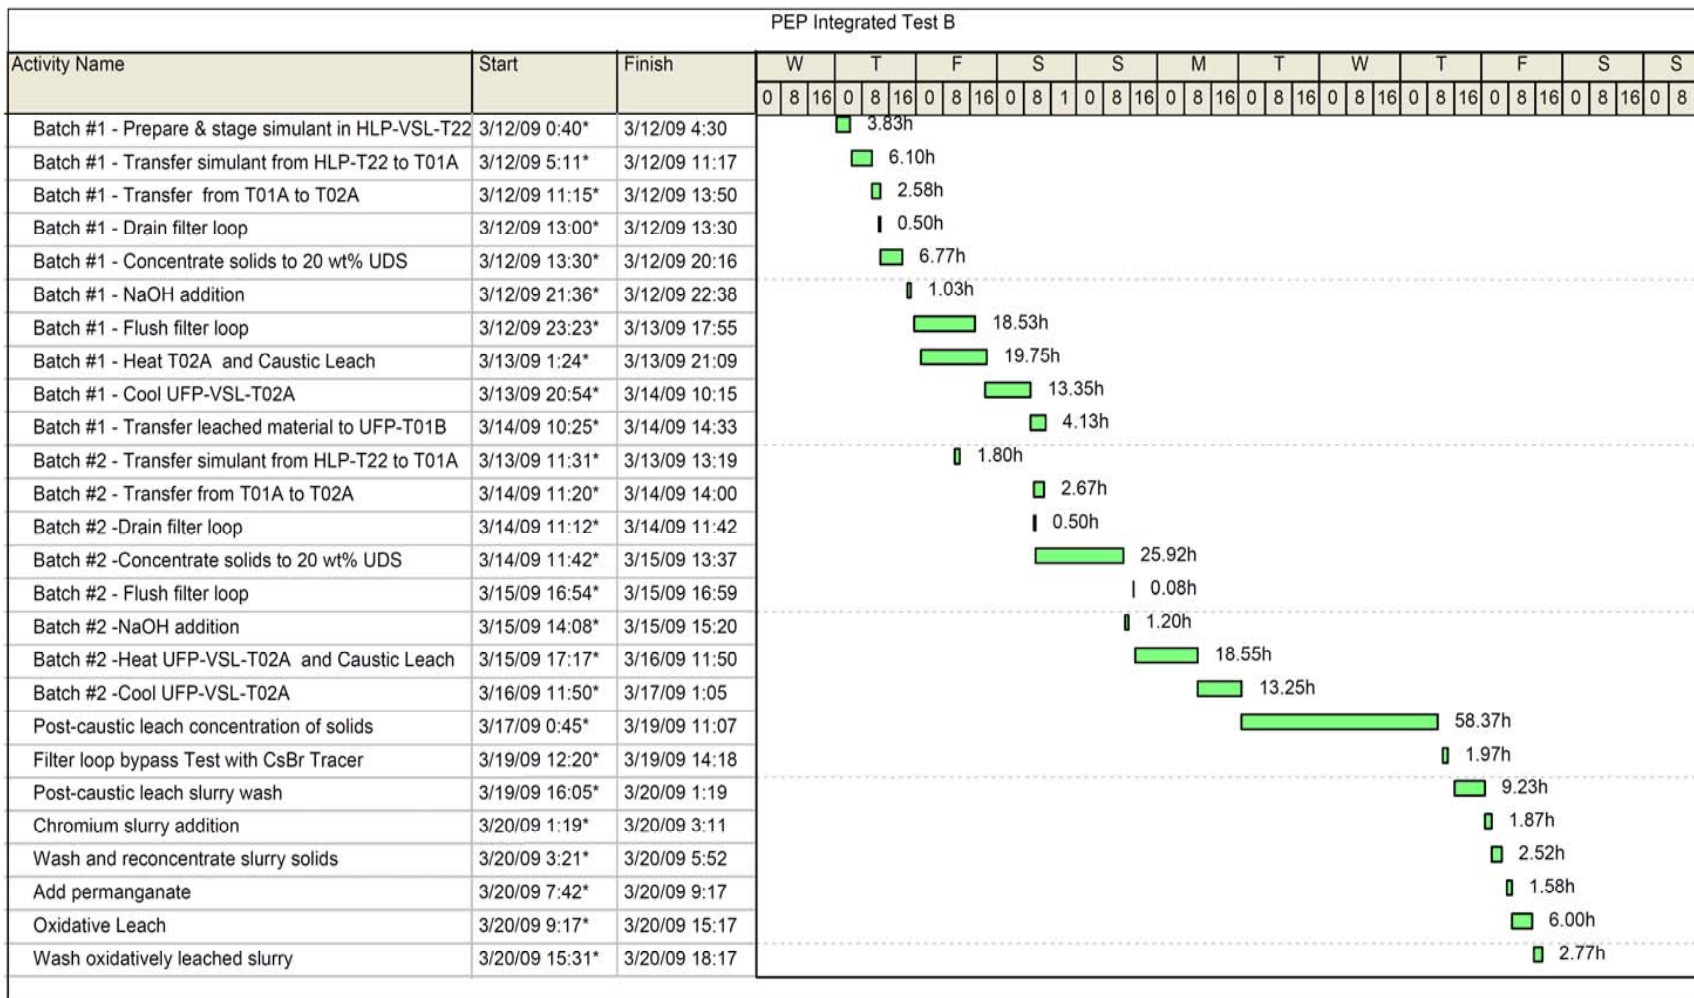 PEP Integrated Test B
Activity Name Start Finish W T F S S M T W T F S S
0 8 16 0 8 16 0 8 16 0 8 1 0 8 16 0 8 16 0 8 16 0 8 16 0 8 16 0 8 16 0 8 16 0 8
Batch #1 - Prepare & stage simulant in HLP-VSL-T22 3/12/09 0:40* 3/12/09 4:30 3.83h
Batch #1 - Transfer simulant from HLP-T22 to T01A 3/12/09 5:11* 3/12/09 11:17 6.10h
Batch #1 - Transfer from T01A to T02A 3/12/09 11:15* 3/12/09 13:50 2.58h
Batch #1 - Drain filter loop 3/12/09 13:00* 3/12/09 13:30 0.50h
Batch #1 - Concentrate solids to 20 wt% UDS 3/12/09 13:30* 3/12/09 20:16 6.77h
Batch #1 - NaOH addition 3/12/09 21:36* 3/12/09 22:38 1.03h
Batch #1 - Flush filter loop 3/12/09 23:23* 3/13/09 17:55 18.53h
Batch #1 - Heat T02A and Caustic Leach 3/13/09 1:24* 3/13/09 21:09 19.75h
Batch #1 - Cool UFP-VSL-T02A 3/13/09 20:54* 3/14/09 10:15 13.35h
Batch #1 - Transfer leached material to UFP-T01B 3/14/09 10:25* 3/14/09 14:33 4.13h
Batch #2 - Transfer simulant from HLP-T22 to T01A 3/13/09 11:31* 3/13/09 13:19 1.80h
Batch #2 - Transfer from T01A to T02A 3/14/09 11:20* 3/14/09 14:00 2.67h
Batch #2 -Drain filter loop 3/14/09 11:12* 3/14/09 11:42 0.50h
Batch #2 -Concentrate solids to 20 wt% UDS 3/14/09 11:42* 3/15/09 13:37 25.92h
Batch #2 - Flush filter loop 3/15/09 16:54* 3/15/09 16:59 0.08h
Batch #2 -NaOH addition 3/15/09 14:08* 3/15/09 15:20 1.20h
Batch #2 -Heat UFP-VSL-T02A and Caustic Leach 3/15/09 17:17* 3/16/09 11:50 18.55h
Batch #2 -Cool UFP-VSL-T02A 3/16/09 11:50* 3/17/09 1:05 13.25h
Post-caustic leach concentration of solids 3/17/09 0:45* 3/19/09 11:07 58.37h
Filter loop bypass Test with CsBr Tracer 3/19/09 12:20* 3/19/09 14:18 1.97h
Post-caustic leach slurry wash 3/19/09 16:05* 3/20/09 1:19 9.23h
Chromium slurry addition 3/20/09 1:19* 3/20/09 3:11 1.87h
Wash and reconcentrate slurry solids 3/20/09 3:21* 3/20/09 5:52 2.52h
Add permanganate 3/20/09 7:42* 3/20/09 9:17 1.58h
Oxidative Leach 3/20/09 9:17* 3/20/09 15:17 6.00h
Wash oxidatively leached slurry 3/20/09 15:31* 3/20/09 18:17 2.77h